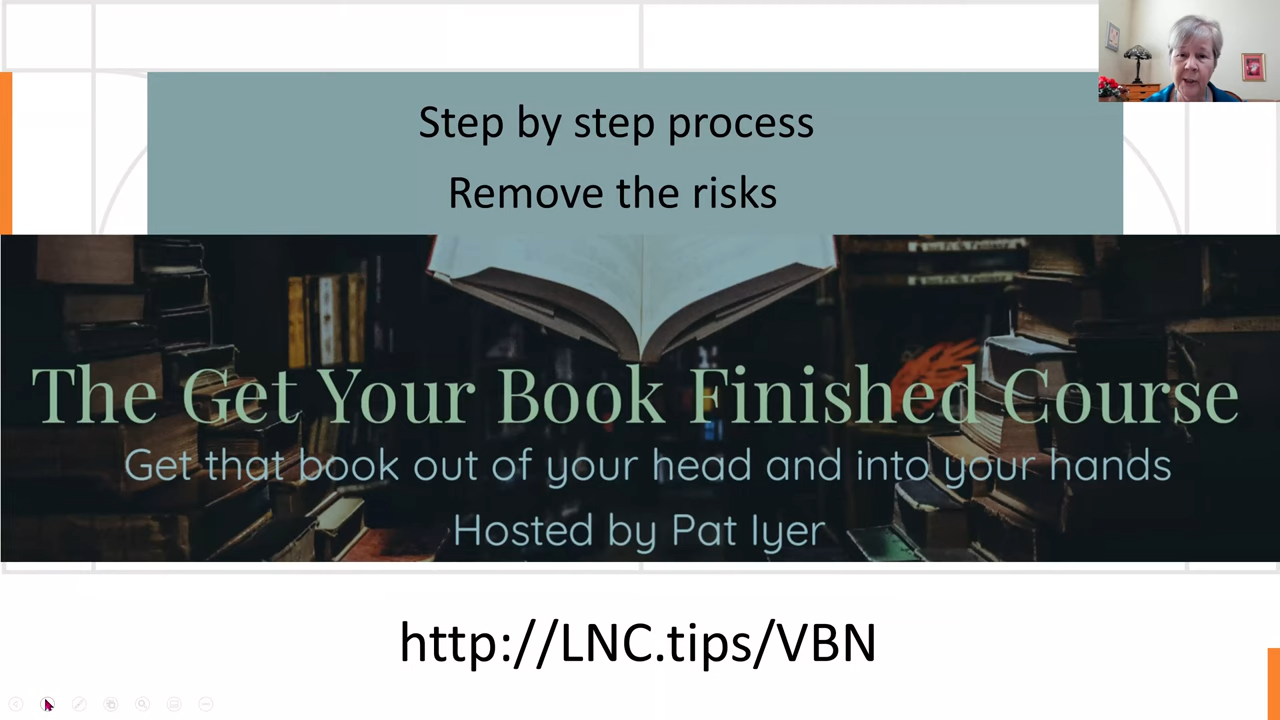 Step by step process
Remove the risks
The Get Your Book Finished Course
Get that book out of your head and into your hands
Hosted by Pat Iyer
http://LNC.tips/VBN